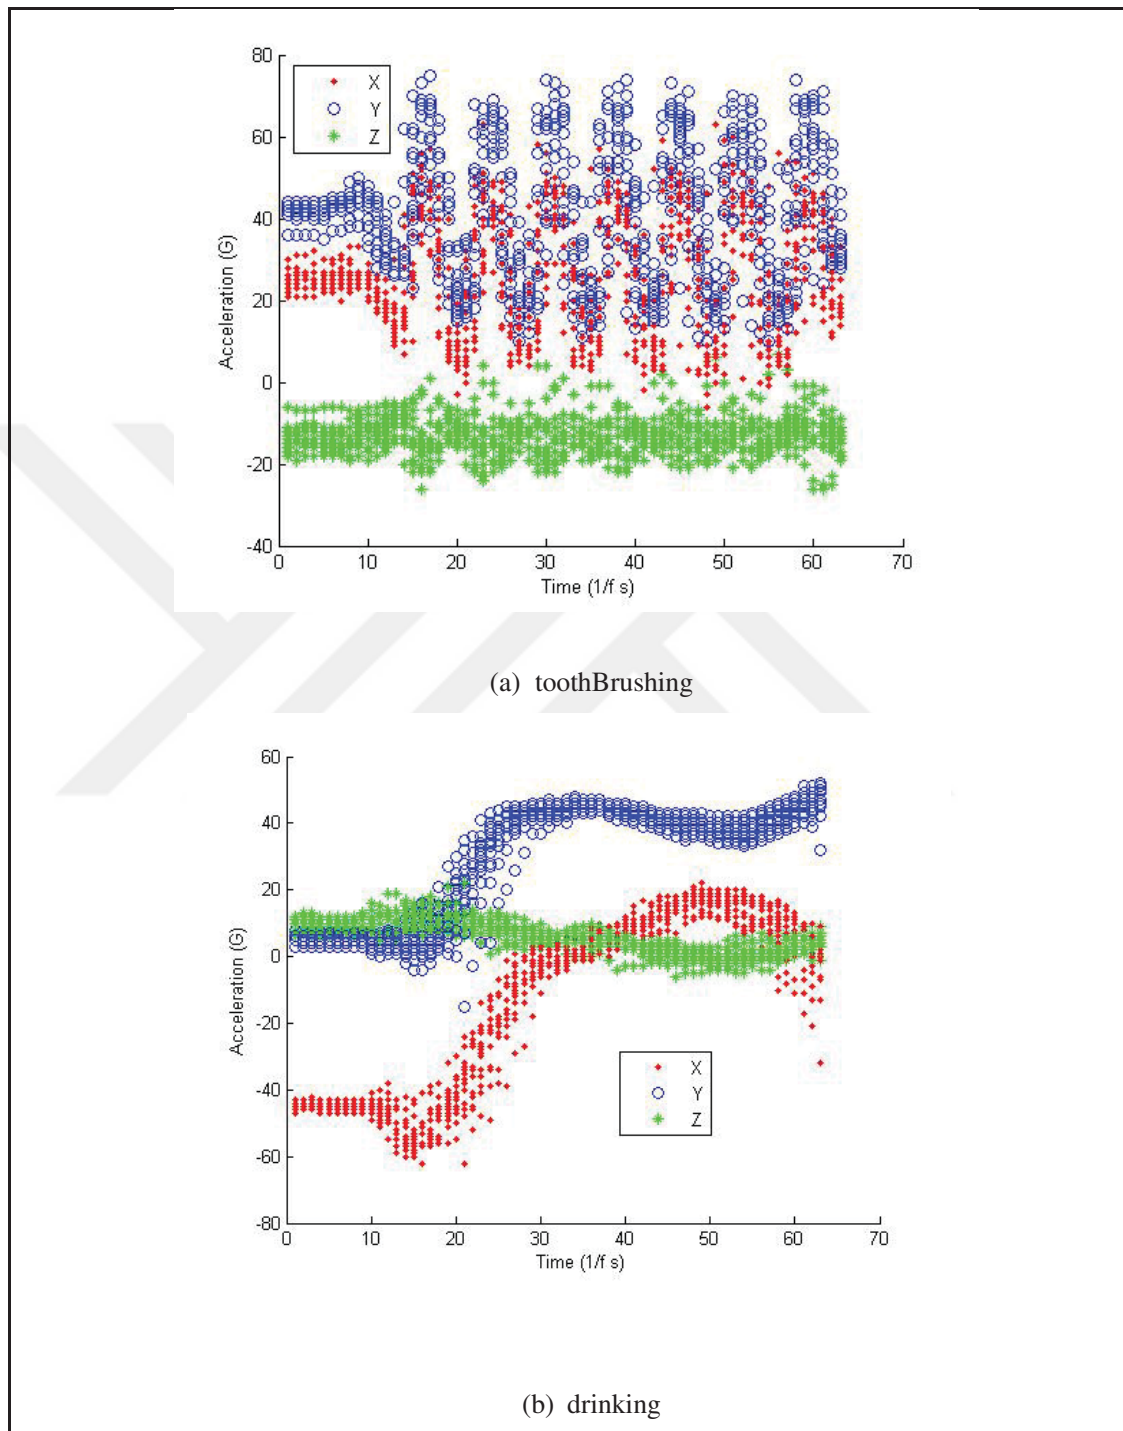 80
60
40
20
0
-20
-40
Acceleration (G)
X
Y
Z
0 10 20 30 40 50 60 70
Time (1/f s)
(a) toothBrushing
60
40
20
0
-20
-40
-60
-80
Acceleration (G)
X
Y
Z
0 10 20 30 40 50 60 70
Time (1/f s)
(b) drinking